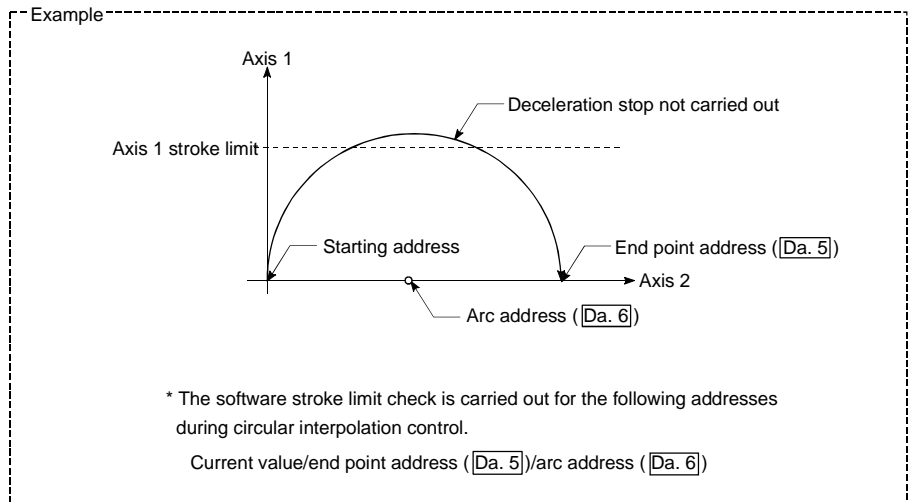 Example
Axis 1
Deceleration stop not carried out
Axis 1 stroke limit
Starting address
End point address ( Da. 5 )
Axis 2
Arc address ( Da. 6 )
* The software stroke limit check is carried out for the following addresses
during circular interpolation control.
Current value/end point address ( Da. 5 )/arc address ( Da. 6 )